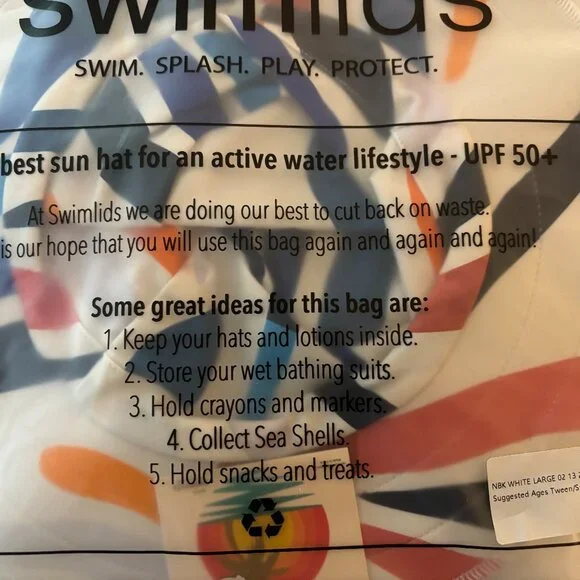 swimlids
SWIM. SPLASH. PLAY. PROTECT.
best sun hat for an active water lifestyle - UPF 50+
At Swimlids we are doing our best to cut back on waste.
is our hope that you will use this bag again and again and again!
Some great ideas for this bag are:
1. Keep your hats and lotions inside.
2. Store your wet bathing suits.
3. Hold crayons and markers.
4. Collect Sea Shells.
5. Hold snacks and treats.
NBK WHITE LARGE 02 13
Suggested Ages Tween/S